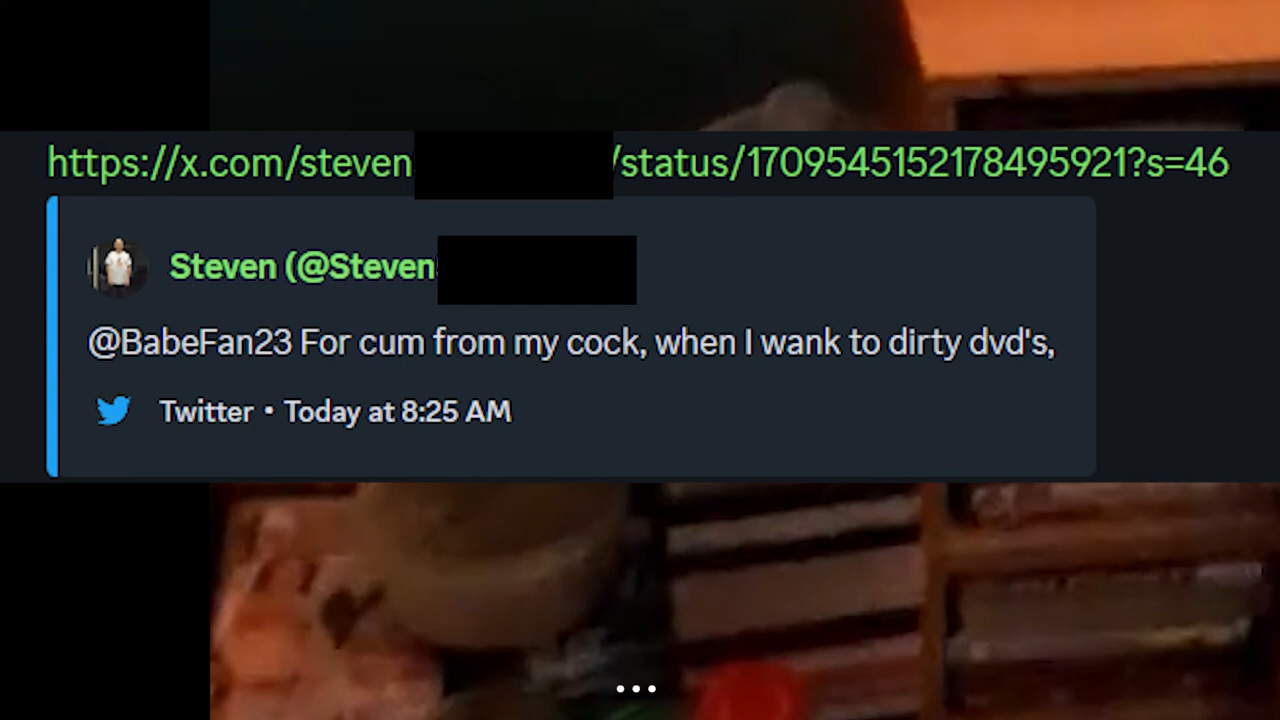 https://x.com/steven /status/1709545152178495921?s=46
Steven (@Steven
@BabeFan23 For cum from my cock, when I wank to dirty dvd's,
Twitter • Today at 8:25 AM